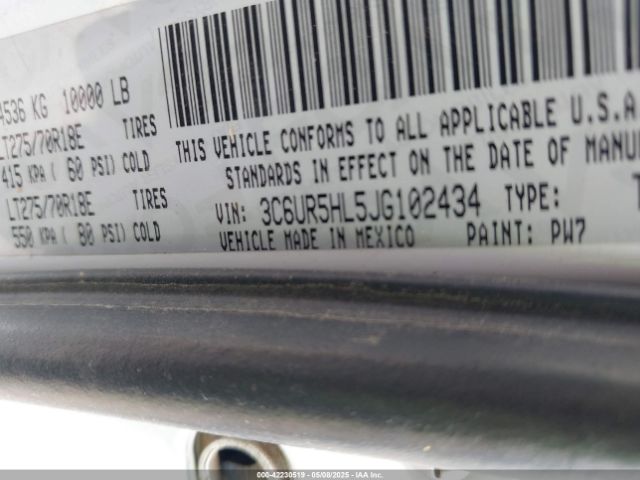 4536 KG 10000 LB
LT275/70R18E TIRES
415 KPA ( 60 PSI) COLD
LT275/70R18E TIRES
550 KPA ( 80 PSI) COLD
THIS VEHICLE CONFORMS TO ALL APPLICABLE U.S.A
STANDARDS IN EFFECT ON THE DATE OF MANU
VIN: 3C6UR5HL5JG102434 TYPE: T
VEHICLE MADE IN MEXICO PAINT: PW7
000-42230519 - 05/08/2025 - IAAI.COM